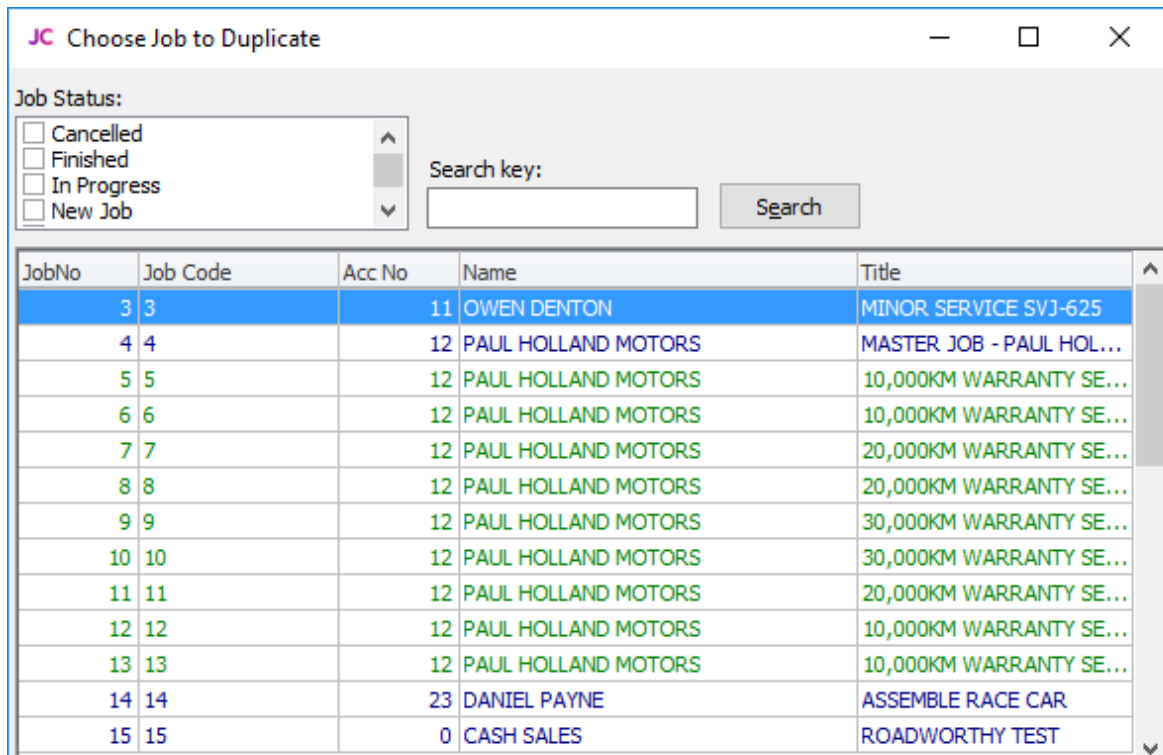 JC Choose Job to Duplicate
Job Status:
Cancelled
Finished
In Progress
New Job
Search key:
Search
JobNo Job Code Acc No Name Title
3 3 11 OWEN DENTON MINOR SERVICE SVJ-625
4 4 12 PAUL HOLLAND MOTORS MASTER JOB - PAUL HOL...
5 5 12 PAUL HOLLAND MOTORS 10,000KM WARRANTY SE...
6 6 12 PAUL HOLLAND MOTORS 10,000KM WARRANTY SE...
7 7 12 PAUL HOLLAND MOTORS 20,000KM WARRANTY SE...
8 8 12 PAUL HOLLAND MOTORS 20,000KM WARRANTY SE...
9 9 12 PAUL HOLLAND MOTORS 30,000KM WARRANTY SE...
10 10 12 PAUL HOLLAND MOTORS 30,000KM WARRANTY SE...
11 11 12 PAUL HOLLAND MOTORS 20,000KM WARRANTY SE...
12 12 12 PAUL HOLLAND MOTORS 10,000KM WARRANTY SE...
13 13 12 PAUL HOLLAND MOTORS 10,000KM WARRANTY SE...
14 14 23 DANIEL PAYNE ASSEMBLE RACE CAR
15 15 0 CASH SALES ROADWORTHY TEST